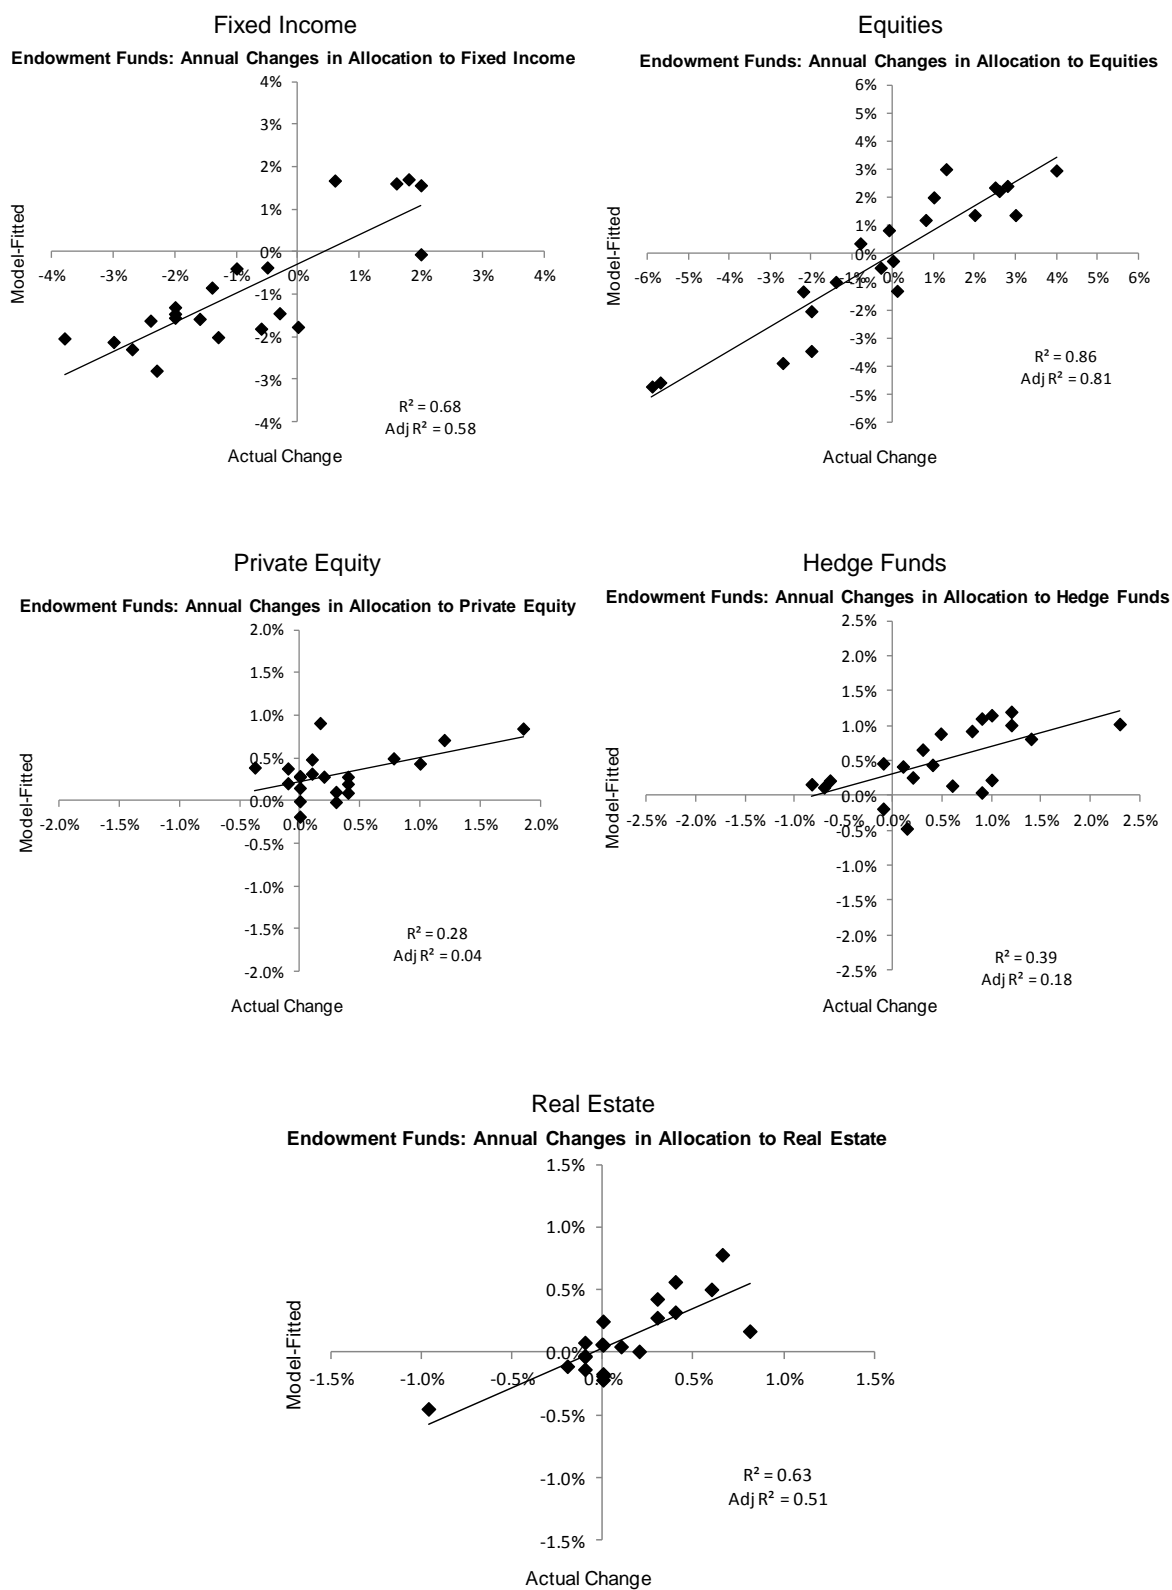 Fixed Income
Endowment Funds: Annual Changes in Allocation to Fixed Income
4%
3%
2%
1%
0%
-4% -3% -2% -1% 0% 1% 2% 3% 4%
-1%
-2%
-3%
-4%
Model-Fitted
R² = 0.68
Adj R² = 0.58
Actual Change
Equities
Endowment Funds: Annual Changes in Allocation to Equities
6%
5%
4%
3%
2%
1%
0%
-6% -5% -4% -3% -2% -1% 0% 1% 2% 3% 4% 5% 6%
-1%
-2%
-3%
-4%
-5%
-6%
Model-Fitted
R² = 0.86
Adj R² = 0.81
Actual Change
Private Equity
Endowment Funds: Annual Changes in Allocation to Private Equity
2.0%
1.5%
1.0%
0.5%
0.0%
-2.0% -1.5% -1.0% -0.5% 0.0% 0.5% 1.0% 1.5% 2.0%
-0.5%
-1.0%
-1.5%
-2.0%
Model-Fitted
R² = 0.28
Adj R² = 0.04
Actual Change
Hedge Funds
Endowment Funds: Annual Changes in Allocation to Hedge Funds
2.5%
2.0%
1.5%
1.0%
0.5%
0.0%
-2.5% -2.0% -1.5% -1.0% -0.5% 0.0% 0.5% 1.0% 1.5% 2.0% 2.5%
-0.5%
-1.0%
-1.5%
-2.0%
-2.5%
Model-Fitted
R² = 0.39
Adj R² = 0.18
Actual Change
Real Estate
Endowment Funds: Annual Changes in Allocation to Real Estate
1.5%
1.0%
0.5%
0.0%
-1.5% -1.0% -0.5% 0.0% 0.5% 1.0% 1.5%
-0.5%
-1.0%
-1.5%
Model-Fitted
R² = 0.63
Adj R² = 0.51
Actual Change